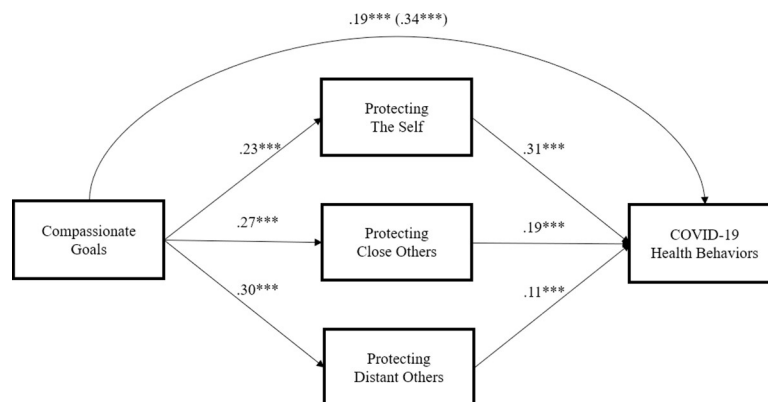 .19*** (.34***)
Protecting
The Self
.23***
.31***
Compassionate
Goals
.27***
Protecting
Close Others
.19***
COVID-19
Health Behaviors
.30***
.11***
Protecting
Distant Others